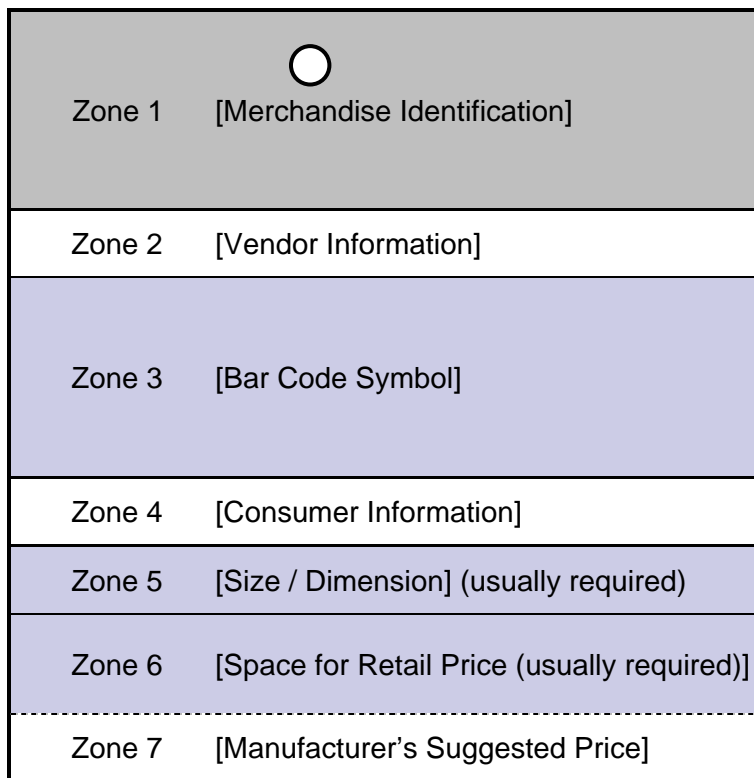 Zone 1 [Merchandise Identification]
Zone 2 [Vendor Information]
Zone 3 [Bar Code Symbol]
Zone 4 [Consumer Information]
Zone 5 [Size / Dimension] (usually required)
Zone 6 [Space for Retail Price (usually required)]
Zone 7 [Manufacturer’s Suggested Price]